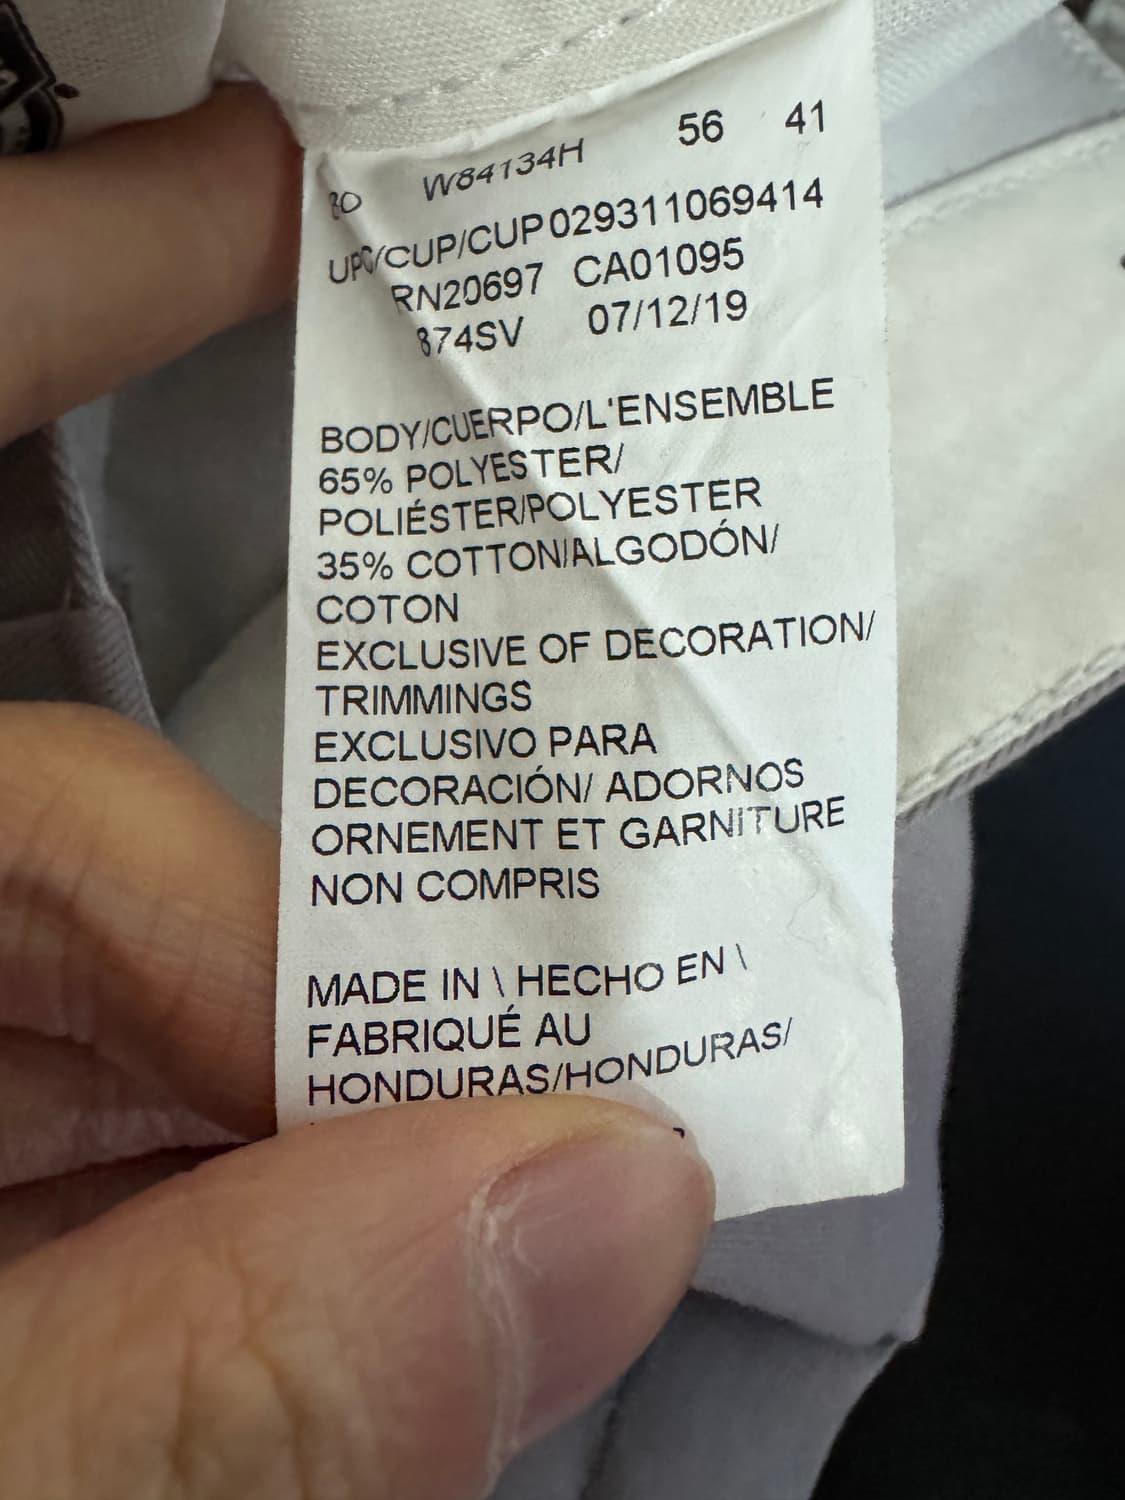 W84134H 56 41
UPC/CUP/CUP029311069414
RN20697 CA01095
874SV 07/12/19
BODY/CUERPO/L'ENSEMBLE
65% POLYESTER/
POLIÉSTER/POLYESTER
35% COTTON/ALGODÓN/
COTON
EXCLUSIVE OF DECORATION/
TRIMMINGS
EXCLUSIVO PARA
DECORACIÓN/ ADORNOS
ORNEMENT ET GARNITURE
NON COMPRIS
MADE IN \ HECHO EN \
FABRIQUÉ AU
HONDURAS/HONDURAS/